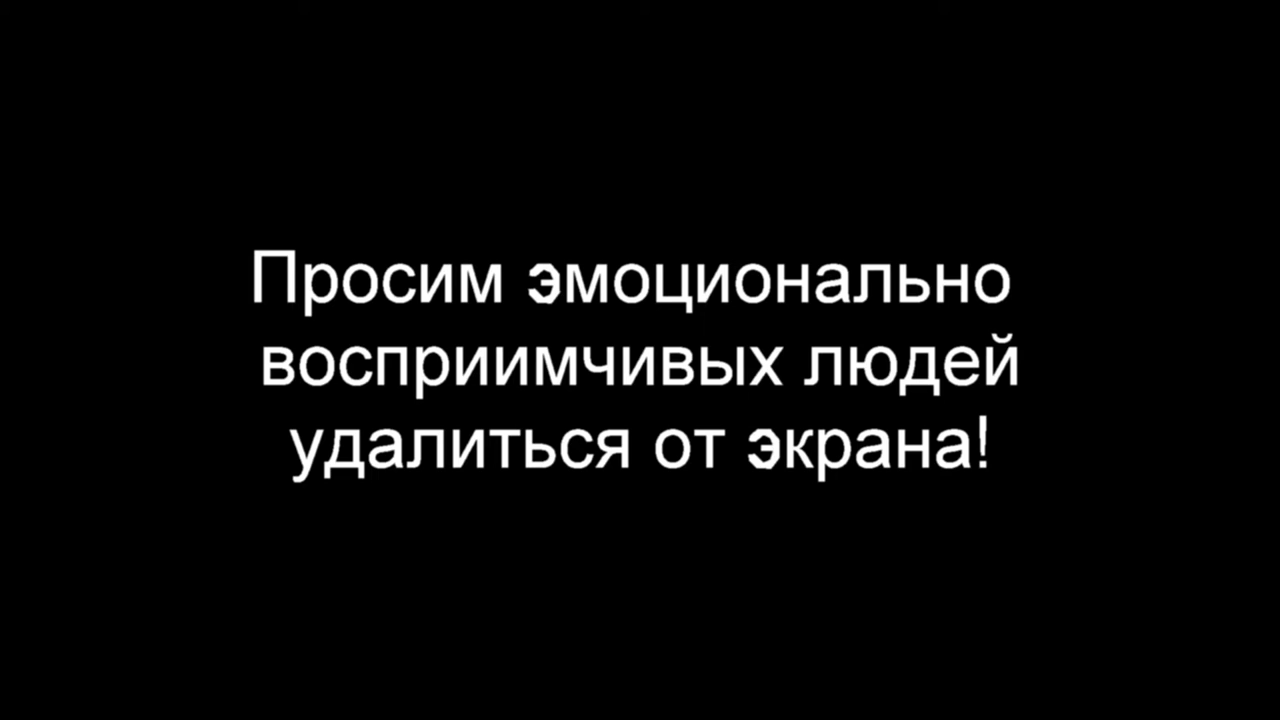 Просим эмоционально
восприимчивых людей
удалиться от экрана!